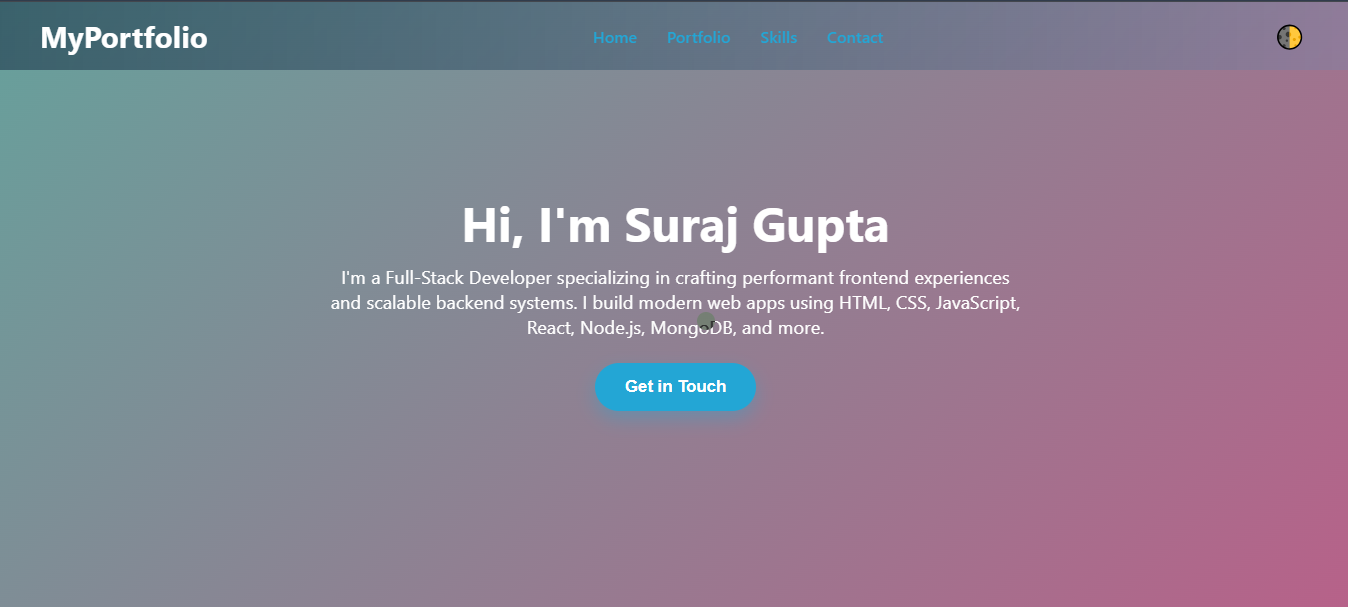 MyPortfolio
Home Portfolio Skills Contact
Hi, I'm Suraj Gupta
I'm a Full-Stack Developer specializing in crafting performant frontend experiences
and scalable backend systems. I build modern web apps using HTML, CSS, JavaScript,
React, Node.js, MongoDB, and more.
Get in Touch